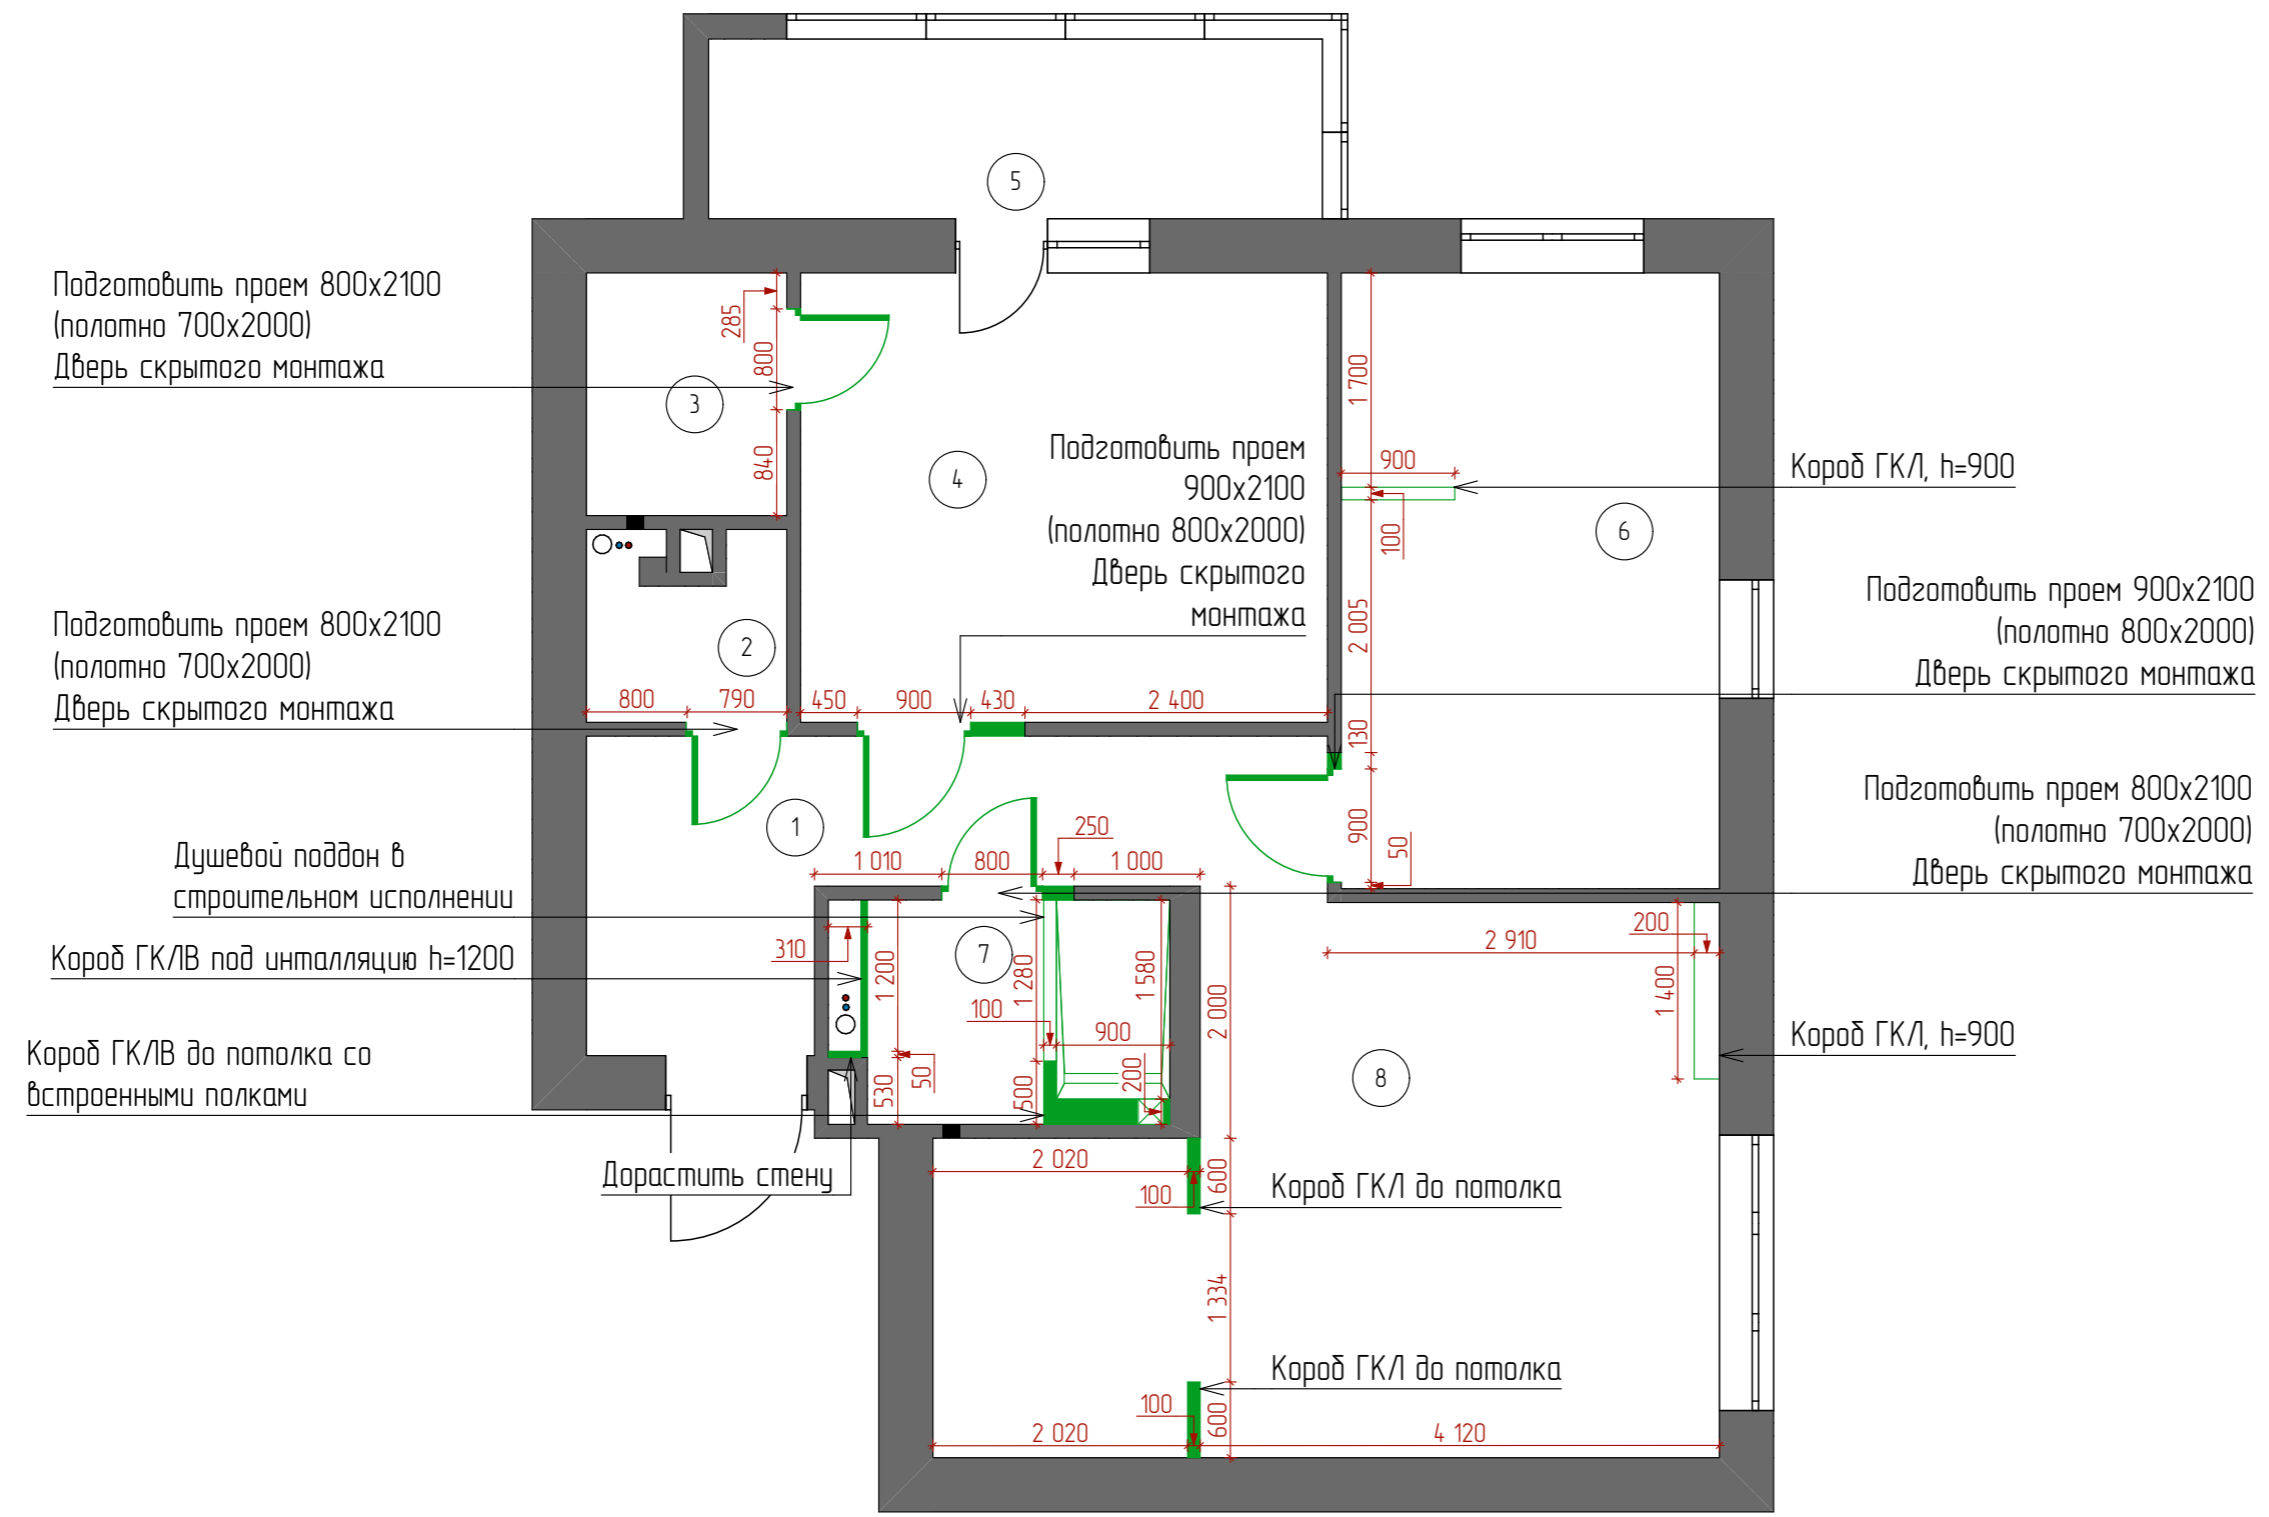 5
Подготовить проем 800х2100
(полотно 700х2000)
Дверь скрытого монтажа
285
800
840
3
4
Подготовить проем
900х2100
(полотно 800х2000)
Дверь скрытого
монтажа
1 700
900
100
Короб ГКЛ, h=900
6
2 005
130
900
50
Подготовить проем 900х2100
(полотно 800х2000)
Дверь скрытого монтажа
Подготовить проем 800х2100
(полотно 700х2000)
Дверь скрытого монтажа
2
800
790
450
900
430
2 400
Подготовить проем 800х2100
(полотно 700х2000)
Дверь скрытого монтажа
1
1 010
800
250
1 000
Душевой поддон в
строительном исполнении
Короб ГКЛВ под инталляцию h=1200
Короб ГКЛВ до потолка со
встроенными полками
310
1 200
50
530
7
1 280
100
500
900
1 580
200
2 000
2 910
200
1 400
Короб ГКЛ, h=900
8
Дорастить стену
2 020
100
600
Короб ГКЛ до потолка
1 334
Короб ГКЛ до потолка
100
600
2 020
4 120